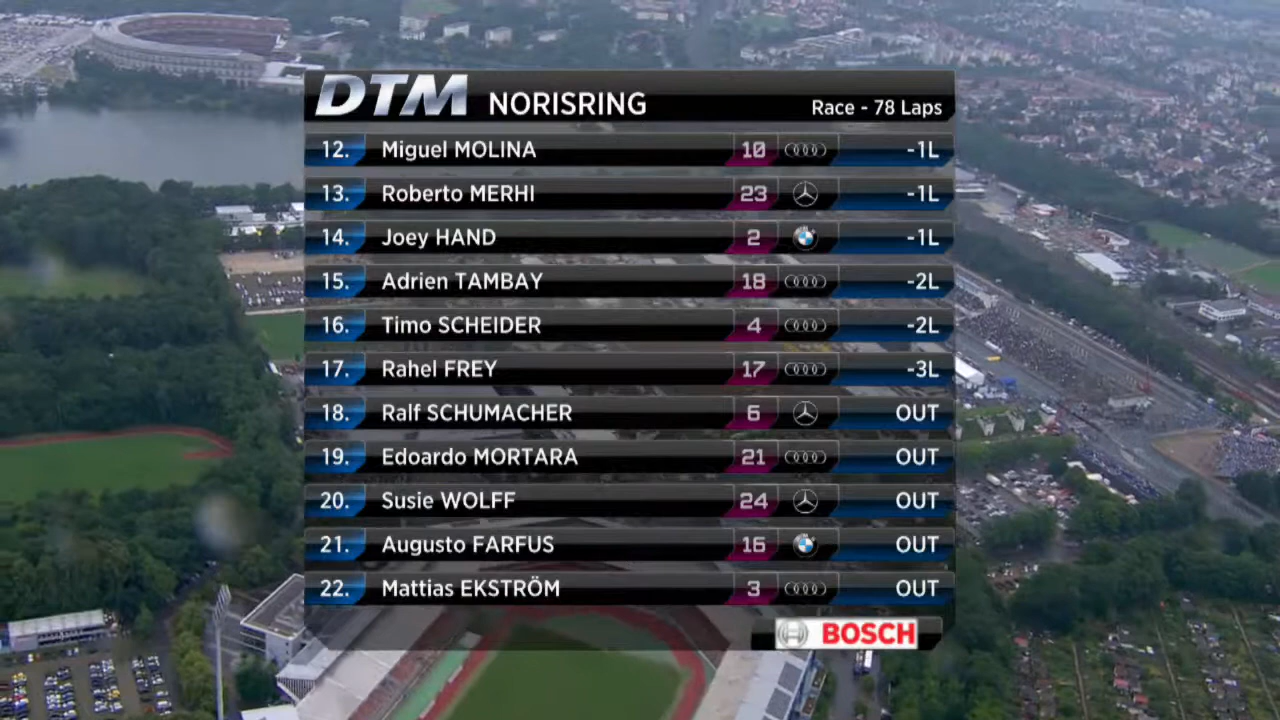 DTM NORISRING Race - 78 Laps
12. Miguel MOLINA 10 -1L
13. Roberto MERHI 23 -1L
14. Joey HAND 2 -1L
15. Adrien TAMBAY 18 -2L
16. Timo SCHEIDER 4 -2L
17. Rahel FREY 17 -3L
18. Ralf SCHUMACHER 6 OUT
19. Edoardo MORTARA 21 OUT
20. Susie WOLFF 24 OUT
21. Augusto FARFUS 16 OUT
22. Mattias EKSTRÖM 3 OUT
BOSCH